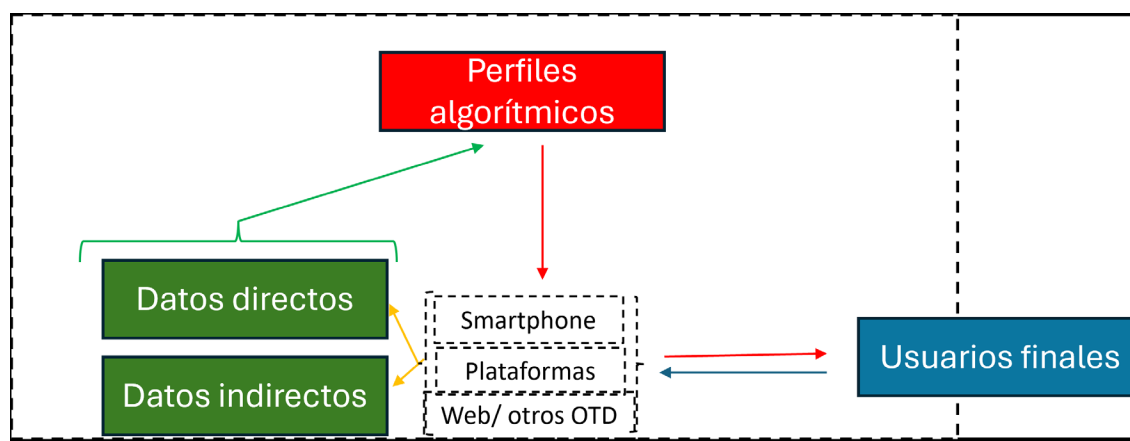 Perfiles
algorítmicos
Datos directos
Datos indirectos
Smartphone
Plataformas
Web/ otros OTD
Usuarios finales